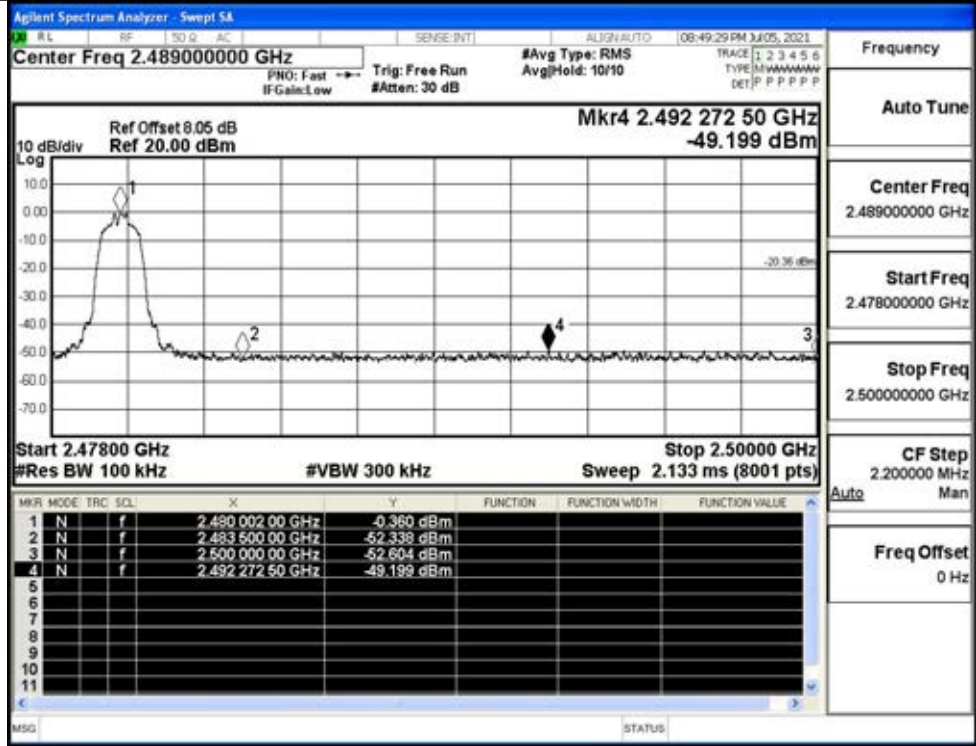 Agilent Spectrum Analyzer - Swept SA
RL RF 50 Ω AC SENSE:INT ALIGN AUTO 08:49:29 PM Jul 05, 2021
Center Freq 2.489000000 GHz
PNO: Fast
IFGain:Low
Trig: Free Run
#Atten: 30 dB
#Avg Type: RMS
Avg|Hold: 10/10
TRACE 1 2 3 4 5 6
TYPE MWWWWW
DET P P P P P P
Ref Offset 8.05 dB
10 dB/div Ref 20.00 dBm
Log
Mkr4 2.492 272 50 GHz
-49.199 dBm
10.0
0.00
-10.0
-20.0
-30.0
-40.0
-50.0
-60.0
-70.0
1
2
4
3
-20.36 dBm
Start 2.47800 GHz Stop 2.50000 GHz
#Res BW 100 kHz #VBW 300 kHz Sweep 2.133 ms (8001 pts)
MKR MODE TRC SCL X Y FUNCTION FUNCTION WIDTH FUNCTION VALUE
1 N f 2.480 002 00 GHz -0.360 dBm
2 N f 2.483 500 00 GHz -52.338 dBm
3 N f 2.500 000 00 GHz -52.604 dBm
4 N f 2.492 272 50 GHz -49.199 dBm
5
6
7
8
9
10
11
MSG STATUS
Frequency
Auto Tune
Center Freq
2.489000000 GHz
Start Freq
2.478000000 GHz
Stop Freq
2.500000000 GHz
CF Step
2.200000 MHz
Auto Man
Freq Offset
0 Hz